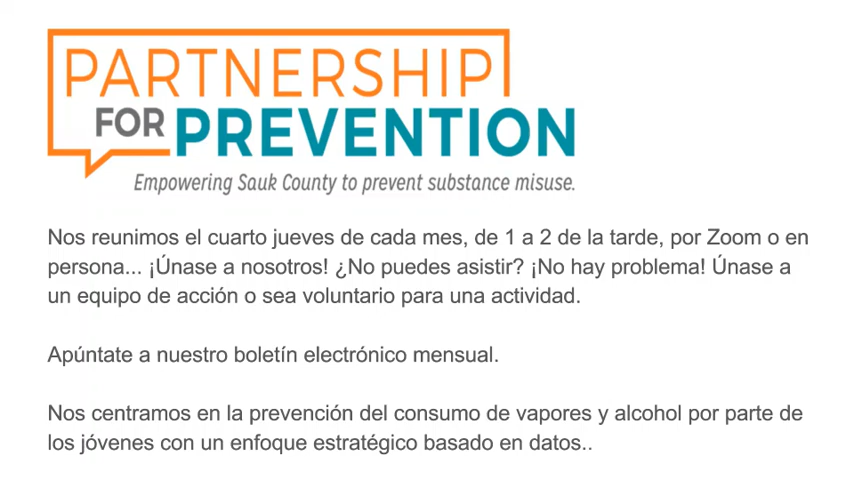 PARTNERSHIP
FOR PREVENTION
Empowering Sauk County to prevent substance misuse.
Nos reunimos el cuarto jueves de cada mes, de 1 a 2 de la tarde, por Zoom o en
persona... ¡Únase a nosotros! ¿No puedes asistir? ¡No hay problema! Únase a
un equipo de acción o sea voluntario para una actividad.
Apúntate a nuestro boletín electrónico mensual.
Nos centramos en la prevención del consumo de vapores y alcohol por parte de
los jóvenes con un enfoque estratégico basado en datos..